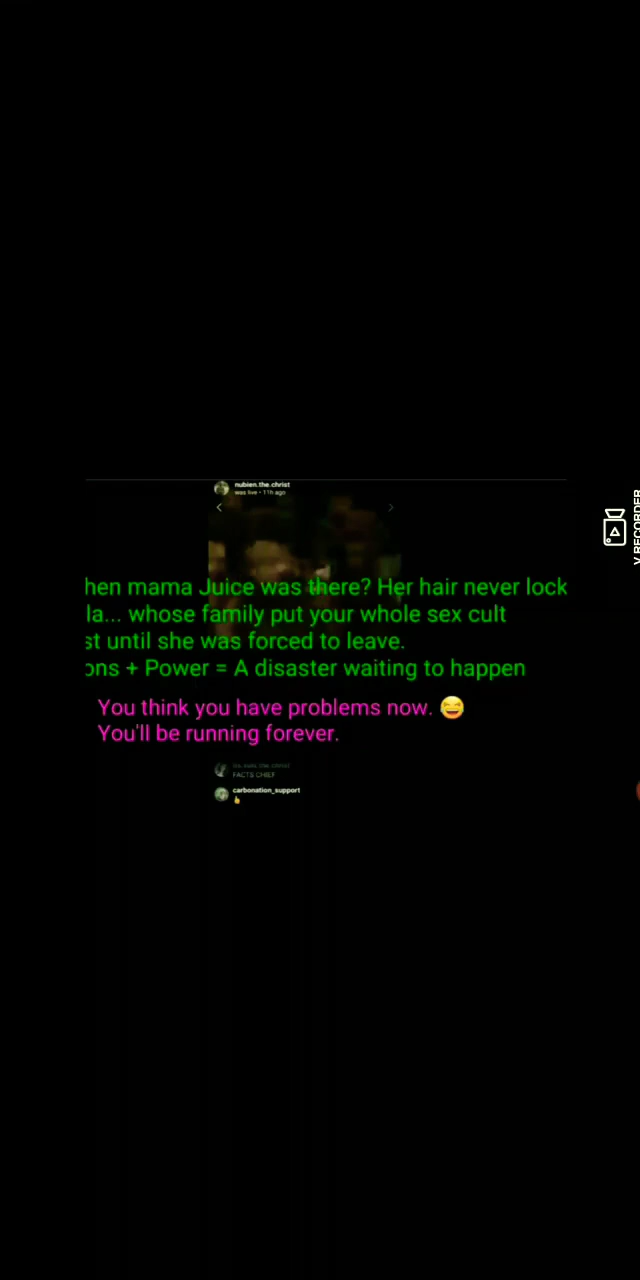 nubien.the.christ
was live • 11h ago
hen mama Juice was there? Her hair never lock
la... whose family put your whole sex cult
st until she was forced to leave.
ons + Power = A disaster waiting to happen
You think you have problems now. 😆
You'll be running forever.
FACTS CHIEF
carbonation_support
👆
V RECORDER